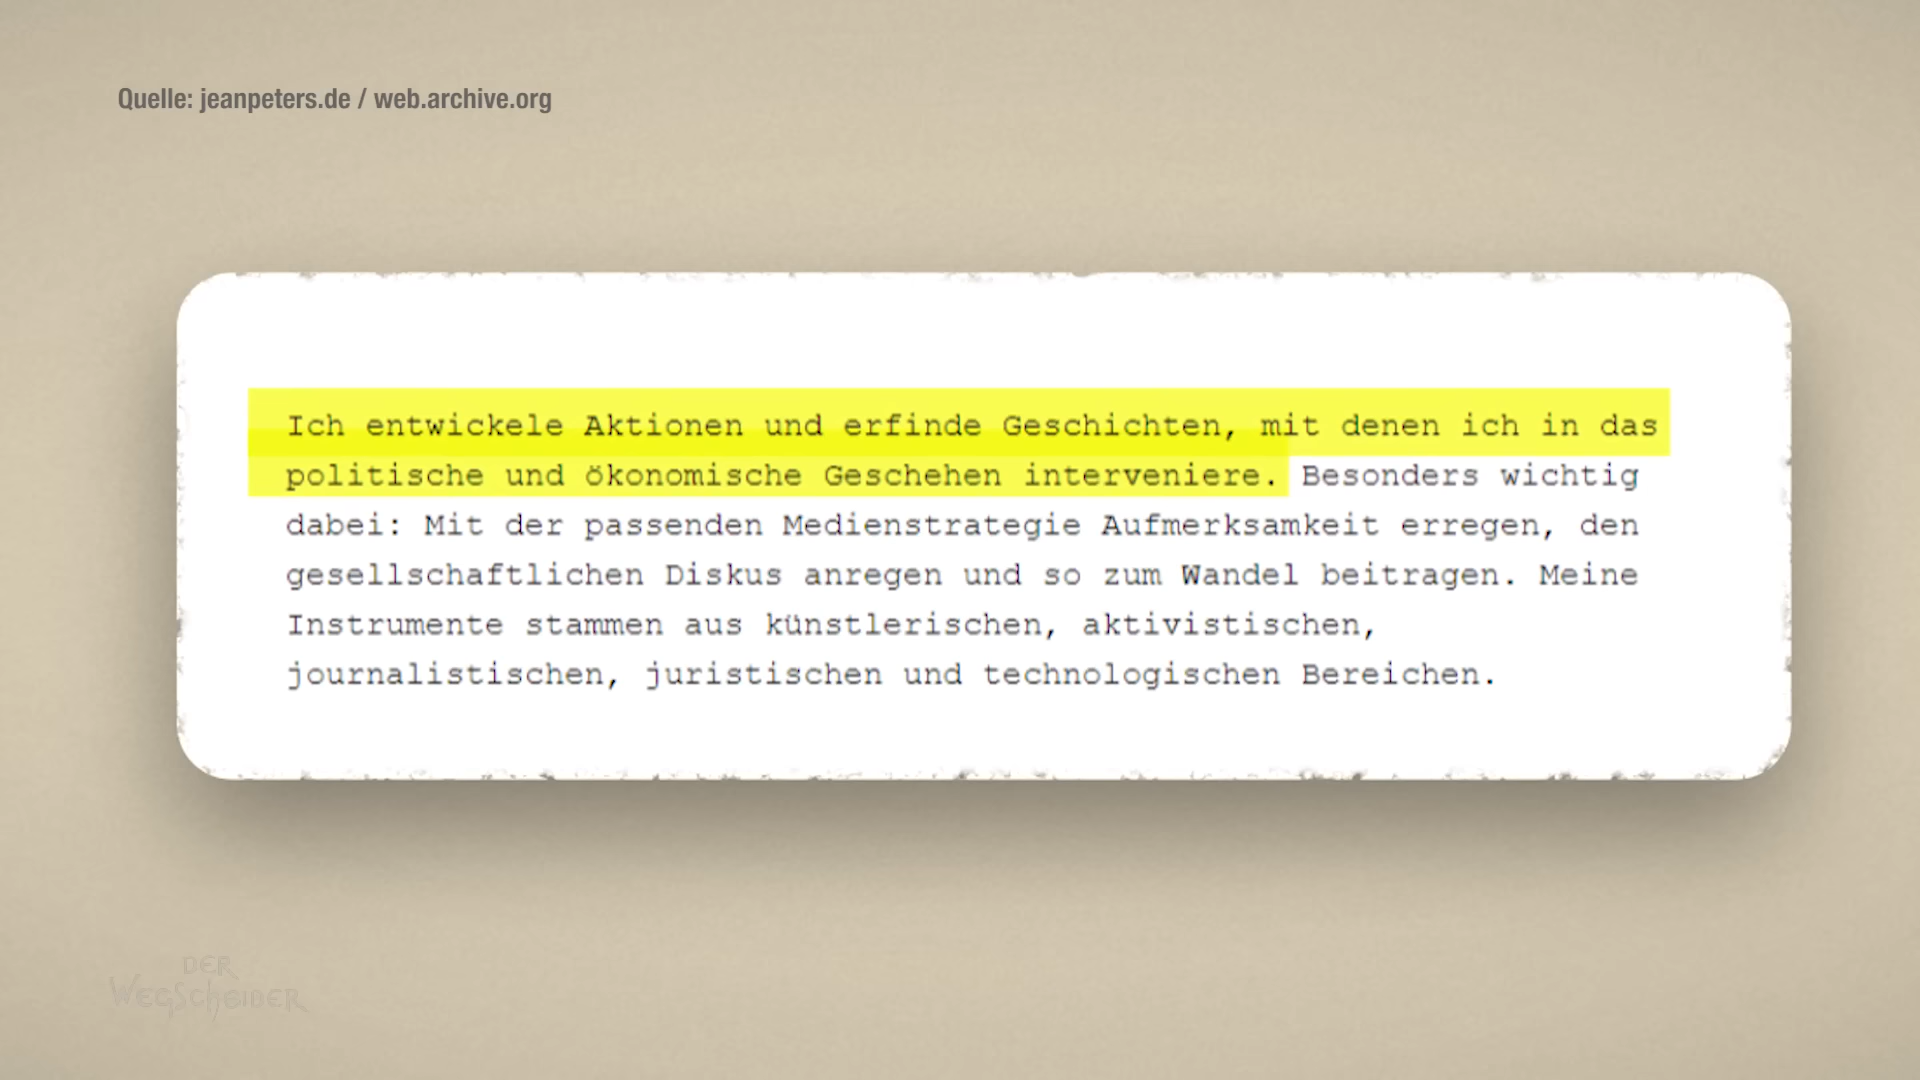 Quelle: jeanpeters.de / web.archive.org
Ich entwickele Aktionen und erfinde Geschichten, mit denen ich in das
politische und ökonomische Geschehen interveniere. Besonders wichtig
dabei: Mit der passenden Medienstrategie Aufmerksamkeit erregen, den
gesellschaftlichen Diskus anregen und so zum Wandel beitragen. Meine
Instrumente stammen aus künstlerischen, aktivistischen,
journalistischen, juristischen und technologischen Bereichen.
DER
WEGSCHEIDER